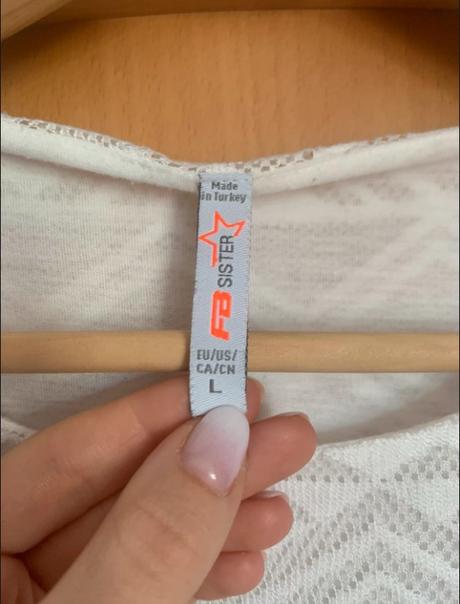 Made
in Turkey
FB SISTER
EU/US/
CA/CN
L